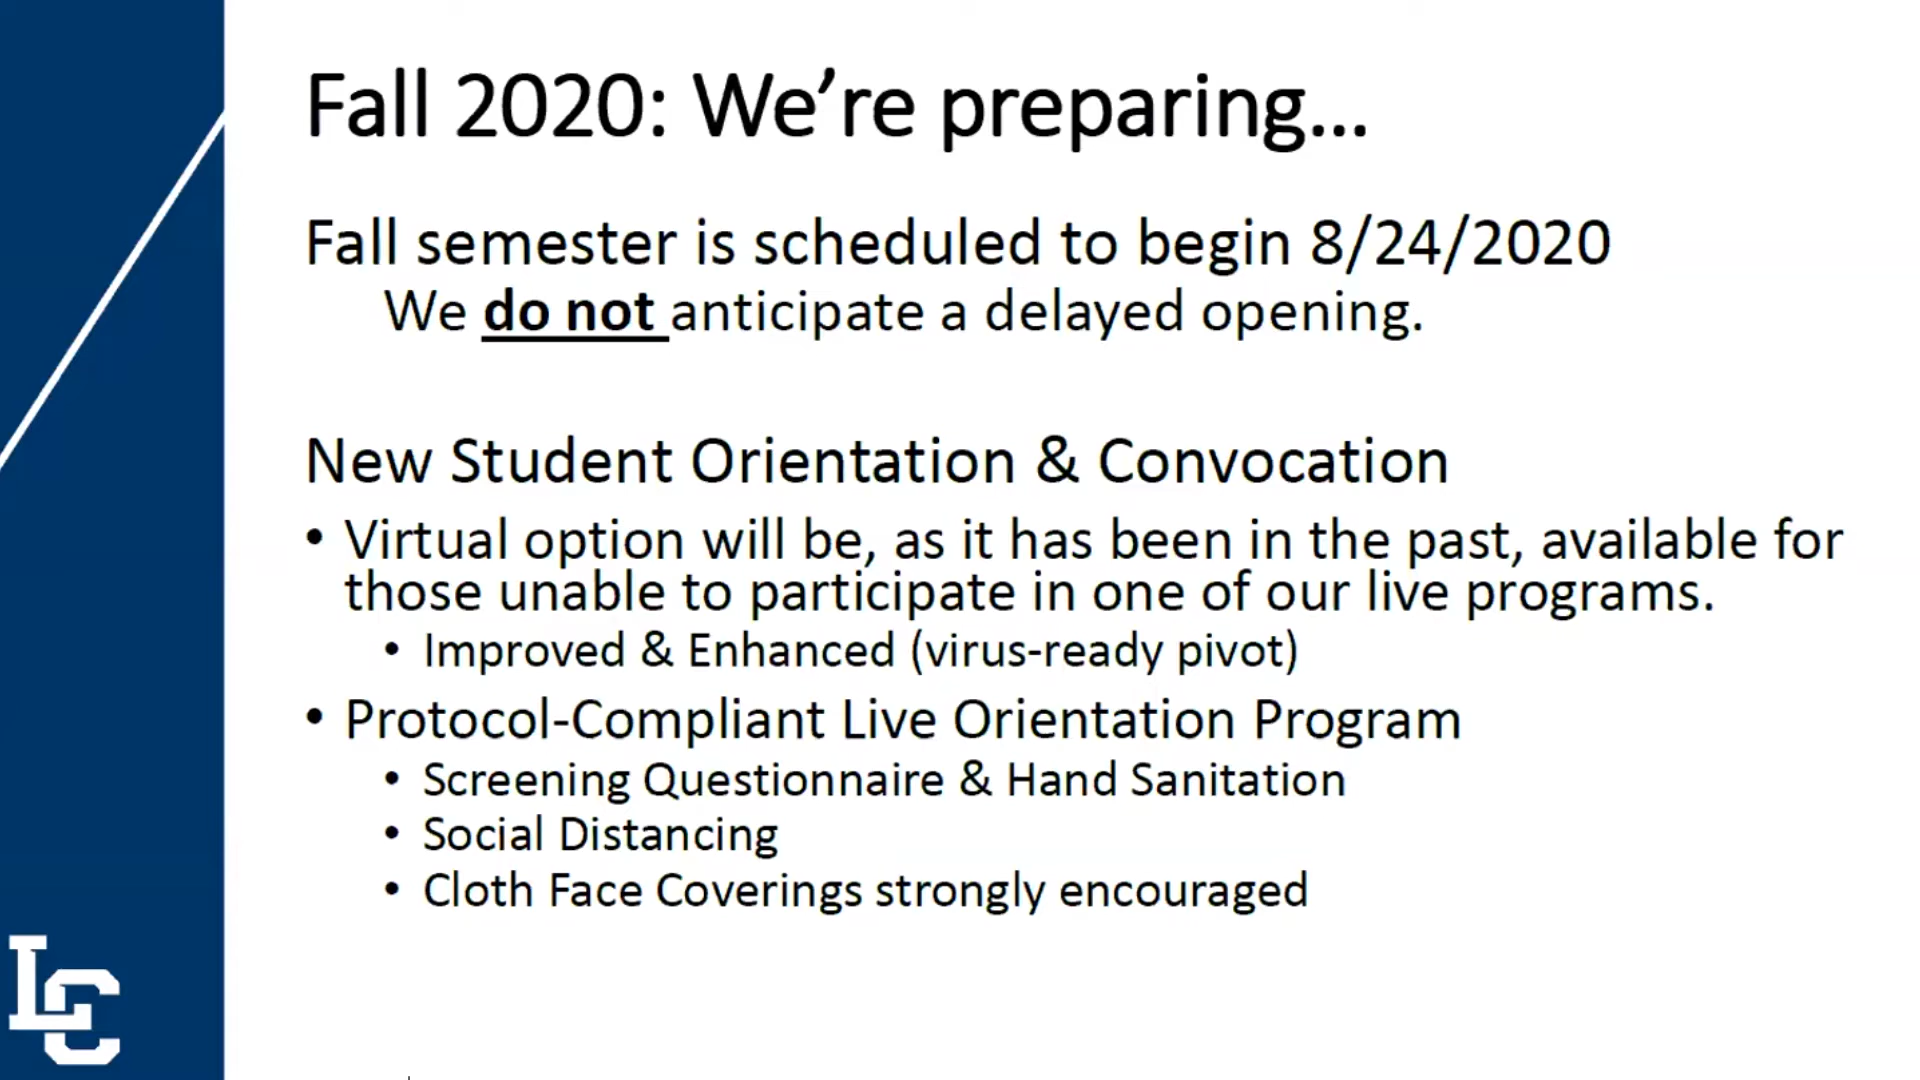 Fall 2020: We’re preparing...
Fall semester is scheduled to begin 8/24/2020
We do not anticipate a delayed opening.
New Student Orientation & Convocation
• Virtual option will be, as it has been in the past, available for
those unable to participate in one of our live programs.
• Improved & Enhanced (virus-ready pivot)
• Protocol-Compliant Live Orientation Program
• Screening Questionnaire & Hand Sanitation
• Social Distancing
• Cloth Face Coverings strongly encouraged
LC